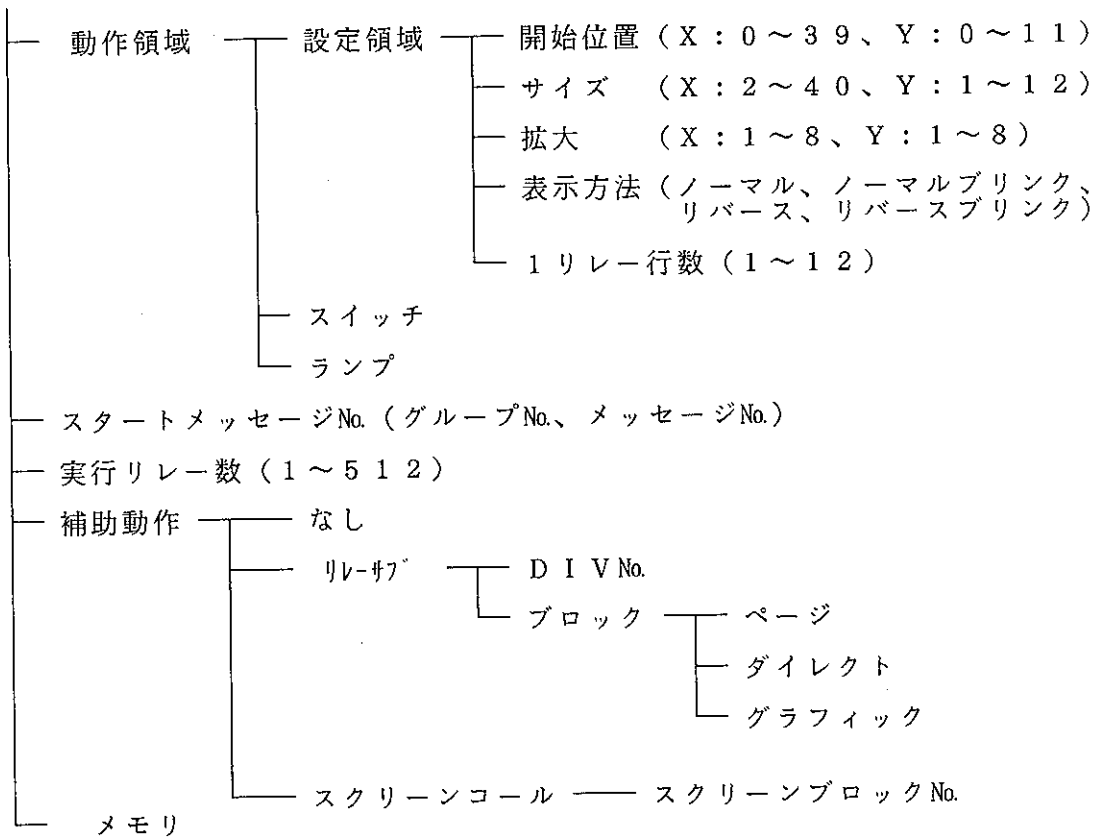 動作領域 設定領域 開始位置（X：0～39、Y：0～11）
サイズ （X：2～40、Y：1～12）
拡大 （X：1～8、Y：1～8）
表示方法（ノーマル、ノーマルブリンク、
リバース、リバースブリンク）
1リレー行数（1～12）
スイッチ
ランプ
スタートメッセージ№（グループ№、メッセージ№）
実行リレー数（1～512）
補助動作 なし
ﾘﾚｰｻﾌﾞ DIV№
ブロック ページ
ダイレクト
グラフィック
スクリーンコール スクリーンブロック№
メモリ